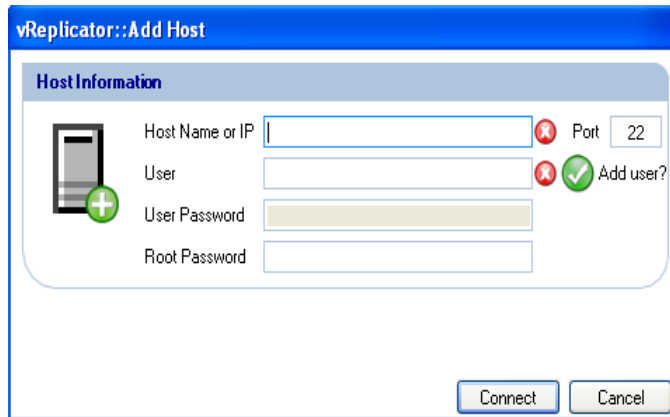 vReplicator::Add Host
Host Information
Host Name or IP Port 22
User Add user?
User Password
Root Password
Connect Cancel